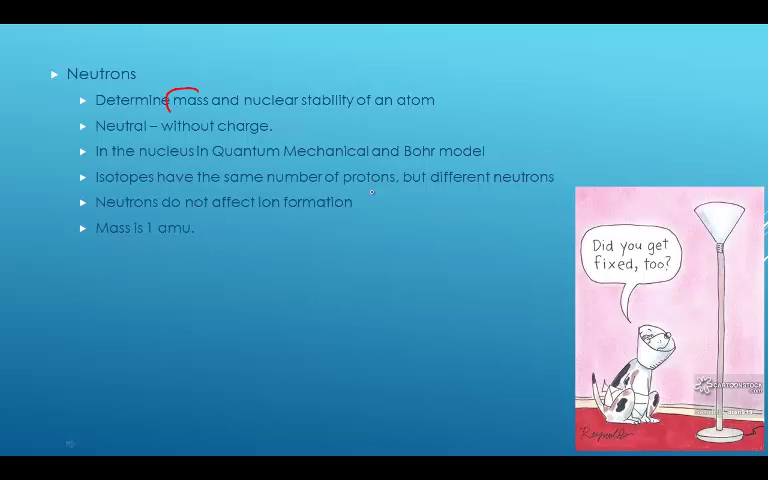 Neutrons
Determine mass and nuclear stability of an atom
Neutral – without charge.
In the nucleus in Quantum Mechanical and Bohr model
Isotopes have the same number of protons, but different neutrons
Neutrons do not affect ion formation
Mass is 1 amu.
Did you get
fixed, too?
CARTOONSTOCK
.com
Reynolds